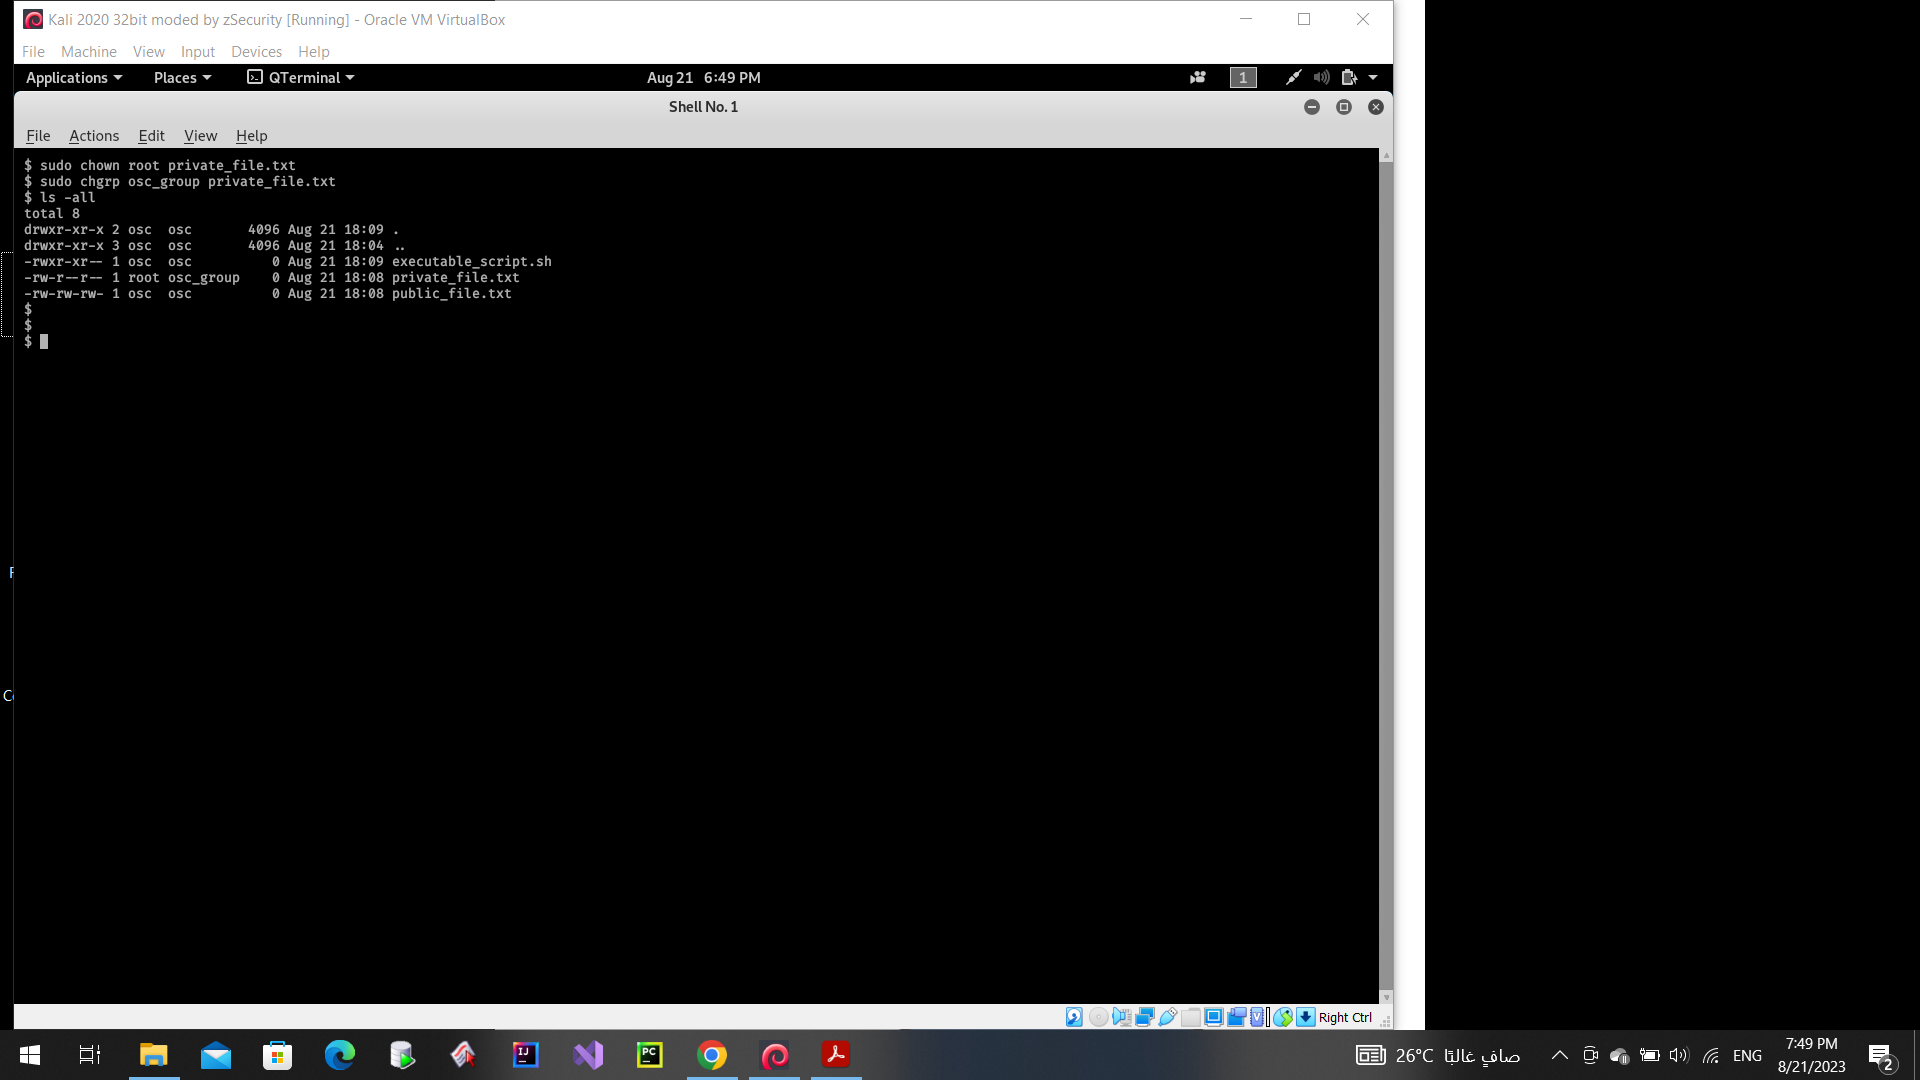 Kali 2020 32bit moded by zSecurity [Running] - Oracle VM VirtualBox
File Machine View Input Devices Help
Applications Places QTerminal Aug 21 6:49 PM 1
Shell No. 1
File Actions Edit View Help
$ sudo chown root private_file.txt
$ sudo chgrp osc_group private_file.txt
$ ls -all
total 8
drwxr-xr-x 2 osc  osc       4096 Aug 21 18:09 .
drwxr-xr-x 3 osc  osc       4096 Aug 21 18:04 ..
-rwxr-xr-- 1 osc  osc          0 Aug 21 18:09 executable_script.sh
-rw-r--r-- 1 root osc_group    0 Aug 21 18:08 private_file.txt
-rw-rw-rw- 1 osc  osc          0 Aug 21 18:08 public_file.txt
$
$
$
Right Ctrl
IJ PC 26°C صافٍ غالبًا ENG 7:49 PM
8/21/2023 2